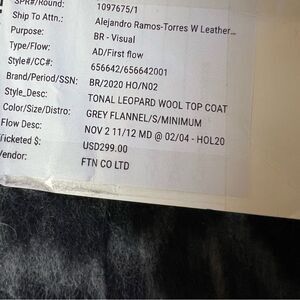 SPR#/Round: 1097675/1
Ship To Attn.: Alejandro Ramos-Torres W Leather...
Purpose: BR - Visual
Type/Flow: AD/First flow
Style#/CC#: 656642/656642001
Brand/Period/SSN: BR/2020 HO/N02
Style_Desc: TONAL LEOPARD WOOL TOP COAT
Color/Size/Distro: GREY FLANNEL/S/MINIMUM
Flow Desc: NOV 2 11/12 MD @ 02/04 - HOL20
Ticketed $: USD299.00
Vendor: FTN CO LTD